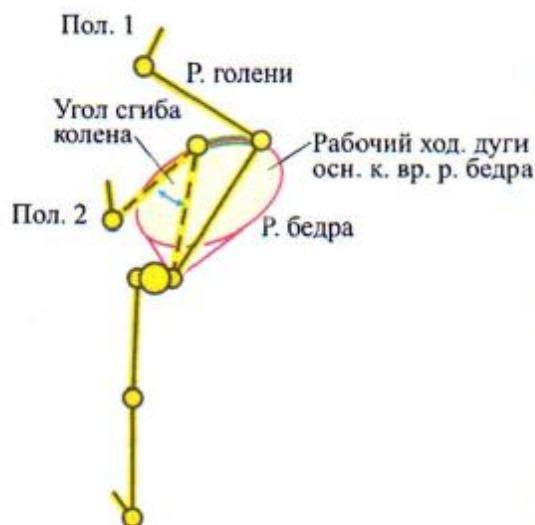 Пол. 1
Р. голени
Угол сгиба
колена
Рабочий ход. дуги
осн. к. вр. р. бедра
Пол. 2
Р. бедра